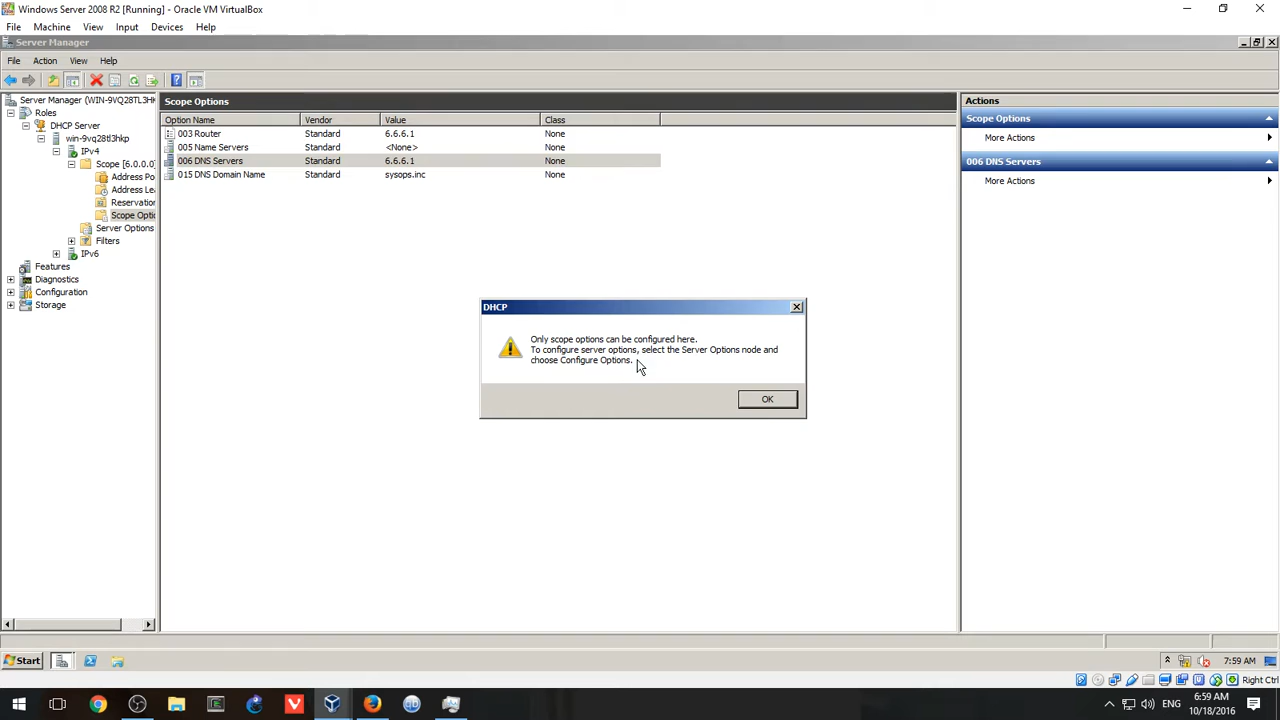 Windows Server 2008 R2 [Running] - Oracle VM VirtualBox
File Machine View Input Devices Help
Server Manager
File Action View Help
Server Manager (WIN-9VQ28TL3HK
Roles
DHCP Server
win-9vq28tl3hkp
IPv4
Scope [6.0.0.0]
Address Po
Address Lea
Reservation
Scope Optic
Server Options
Filters
IPv6
Features
Diagnostics
Configuration
Storage
Scope Options
Option Name Vendor Value Class
003 Router Standard 6.6.6.1 None
005 Name Servers Standard <None> None
006 DNS Servers Standard 6.6.6.1 None
015 DNS Domain Name Standard sysops.inc None
Actions
Scope Options
More Actions
006 DNS Servers
More Actions
DHCP
Only scope options can be configured here.
To configure server options, select the Server Options node and
choose Configure Options.
OK
Start
7:59 AM
Right Ctrl
ENG
6:59 AM
10/18/2016